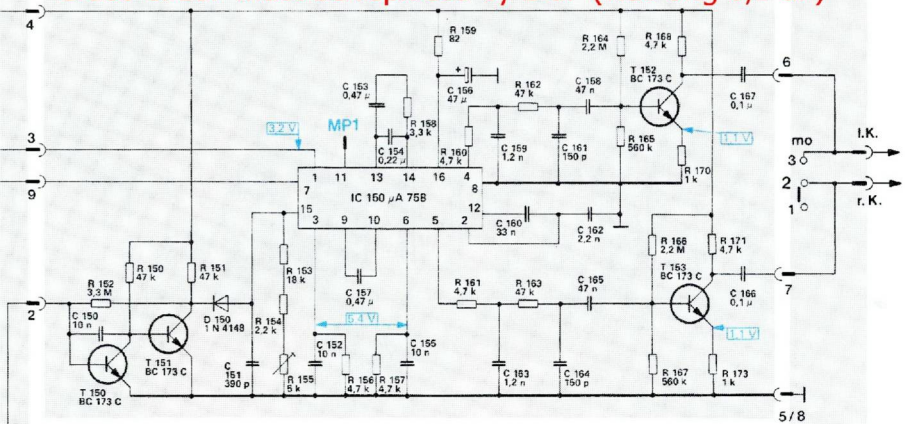 4
R 159
82
R 164
2,2 M
R 168
4,7 k
6
C 153
0,47 µ
+
C 156
47 µ
R 162
47 k
C 158
47 n
T 152
BC 173 C
C 167
0,1 µ
3,2 V
MP1
R 158
3,3 k
C 154
0,22 µ
R 160
4,7 k
C 159
1,2 n
C 161
150 p
R 165
560 k
1,1 V
3
mo
3
l.K.
1 11 13 14 16 4
9
7
IC 150 µA 75B
8
R 170
1 k
2
r. K.
15
12
1
3 9 10 6 5 2
C 160
33 n
C 162
2,2 n
R 150
47 k
R 151
47 k
R 153
18 k
C 157
0,47 µ
R 166
2,2 M
R 171
4,7 k
R 152
3,3 M
R 161
4,7 k
R 163
47 k
C 165
47 n
T 153
BC 173 C
C 166
0,1 µ
7
2
C 150
10 n
D 150
1 N 4148
R 154
2,2 k
5,4 V
T 151
BC 173 C
1,1 V
C 151
390 p
R 155
5 k
C 152
10 n
R 156
4,7 k
R 157
4,7 k
C 155
10 n
C 163
1,2 n
C 164
150 p
R 167
560 k
R 173
1 k
T 150
BC 173 C
5 / 8